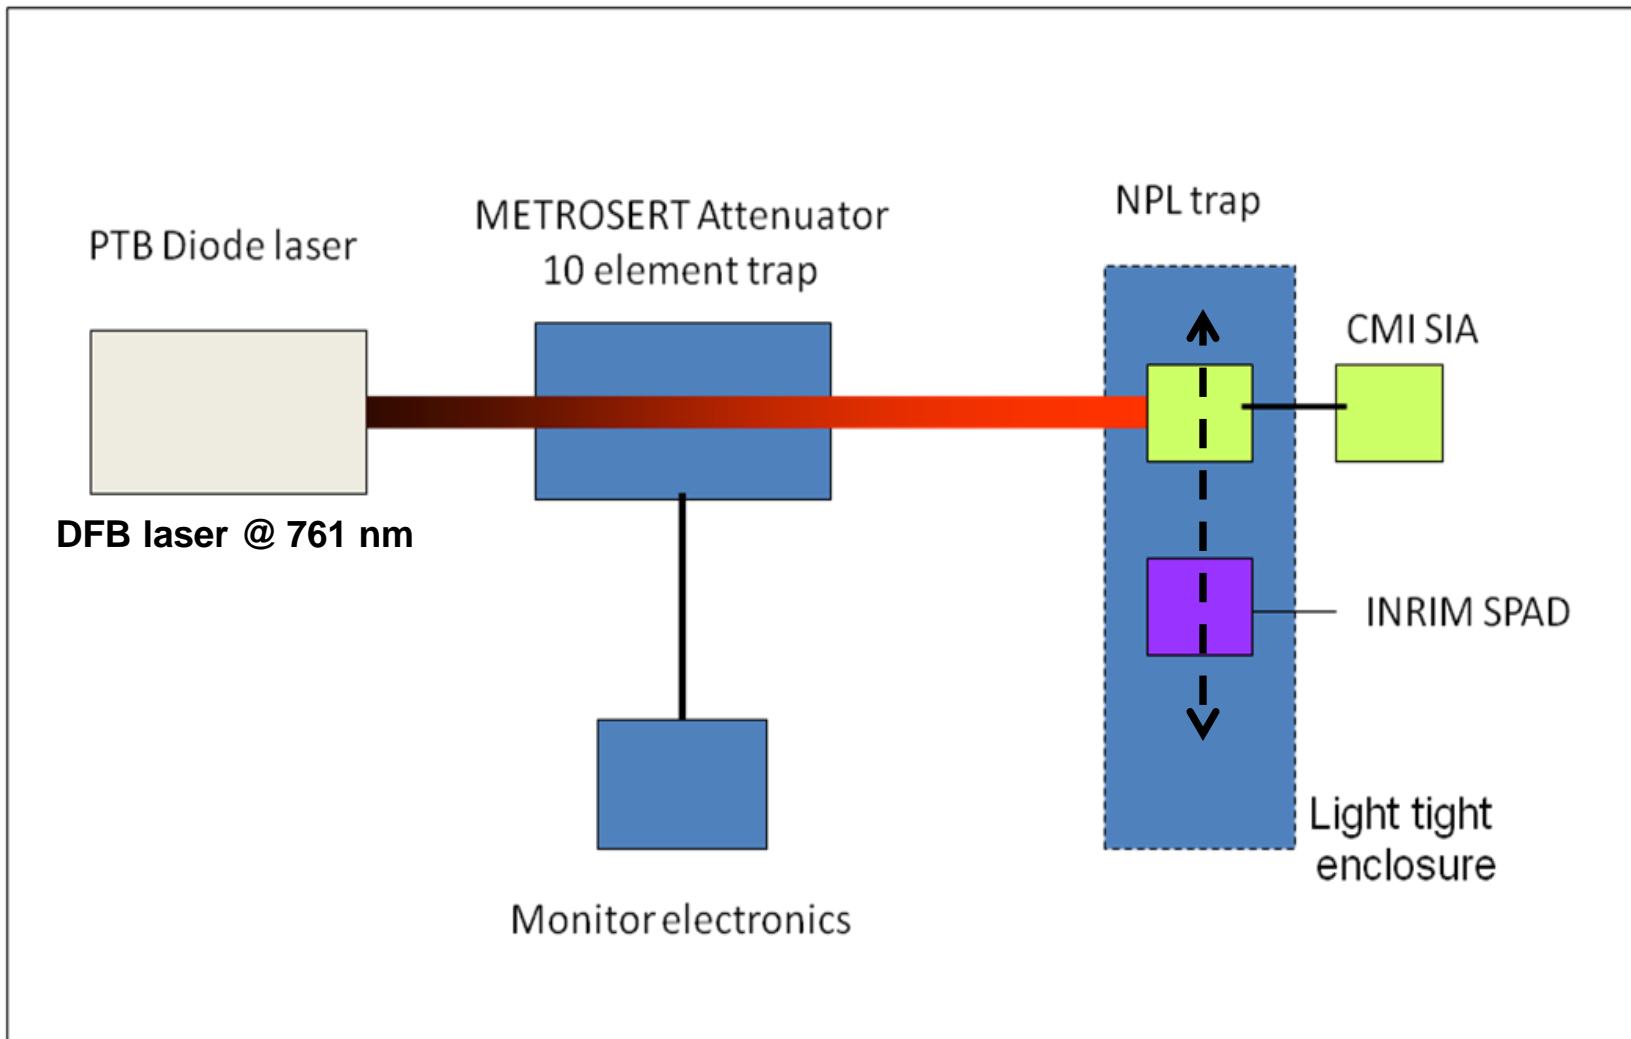 PTB Diode laser
DFB laser @ 761 nm
METROSERT Attenuator
10 element trap
Monitor electronics
NPL trap
CMI SIA
INRIM SPAD
Light tight
enclosure